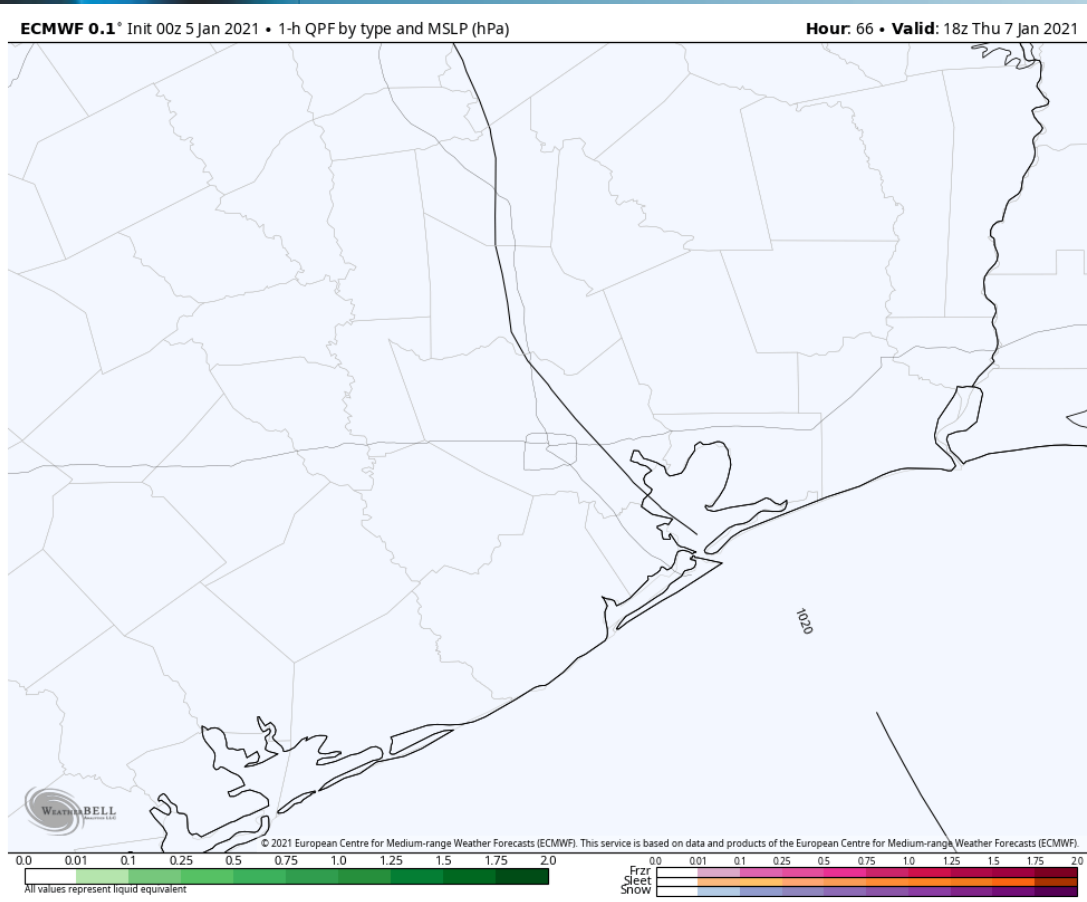 ECMWF 0.1° Init 00z 5 Jan 2021 • 1-h QPF by type and MSLP (hPa) Hour: 66 • Valid: 18z Thu 7 Jan 2021
1020
WEATHERBELL
© 2021 European Centre for Medium-range Weather Forecasts (ECMWF). This service is based on data and products of the European Centre for Medium-range Weather Forecasts (ECMWF).
0.0 0.01 0.1 0.25 0.5 0.75 1.0 1.25 1.5 1.75 2.0
All values represent liquid equivalent
0.0 0.01 0.1 0.25 0.5 0.75 1.0 1.25 1.5 1.75 2.0
Frzr
Sleet
Snow